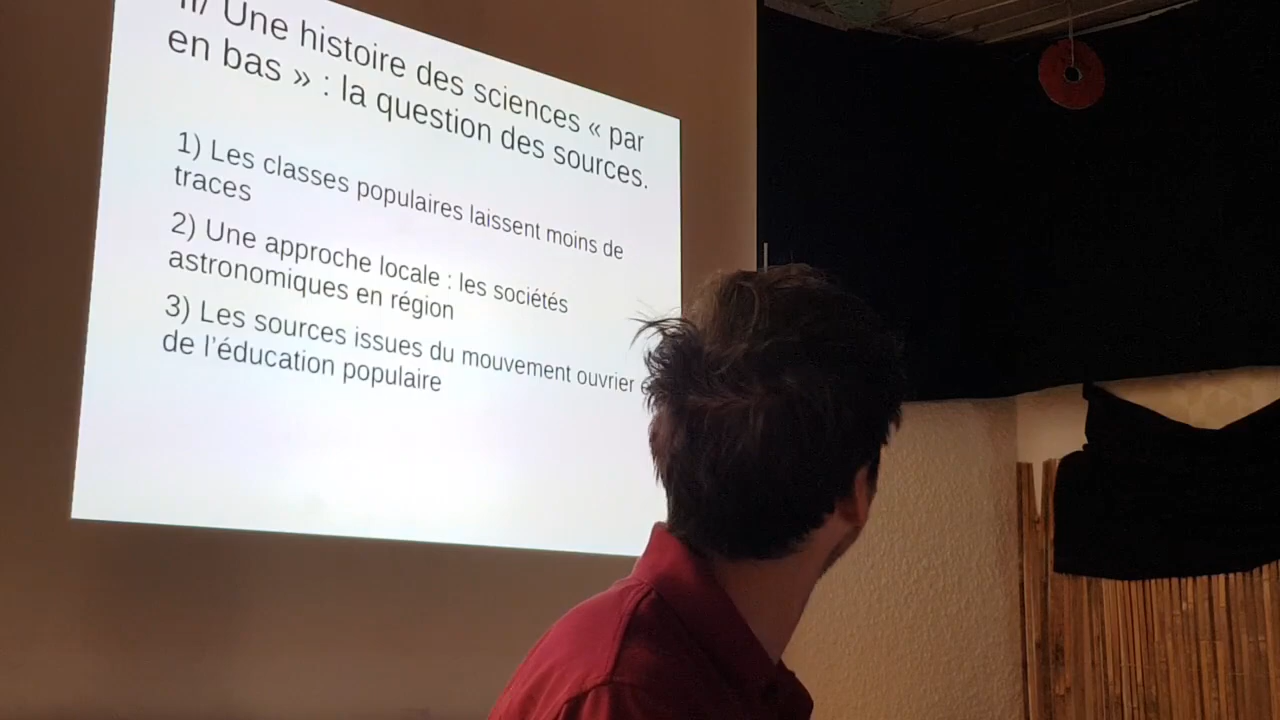 II/ Une histoire des sciences « par
en bas » : la question des sources.
1) Les classes populaires laissent moins de
traces
2) Une approche locale : les sociétés
astronomiques en région
3) Les sources issues du mouvement ouvrier
de l’éducation populaire